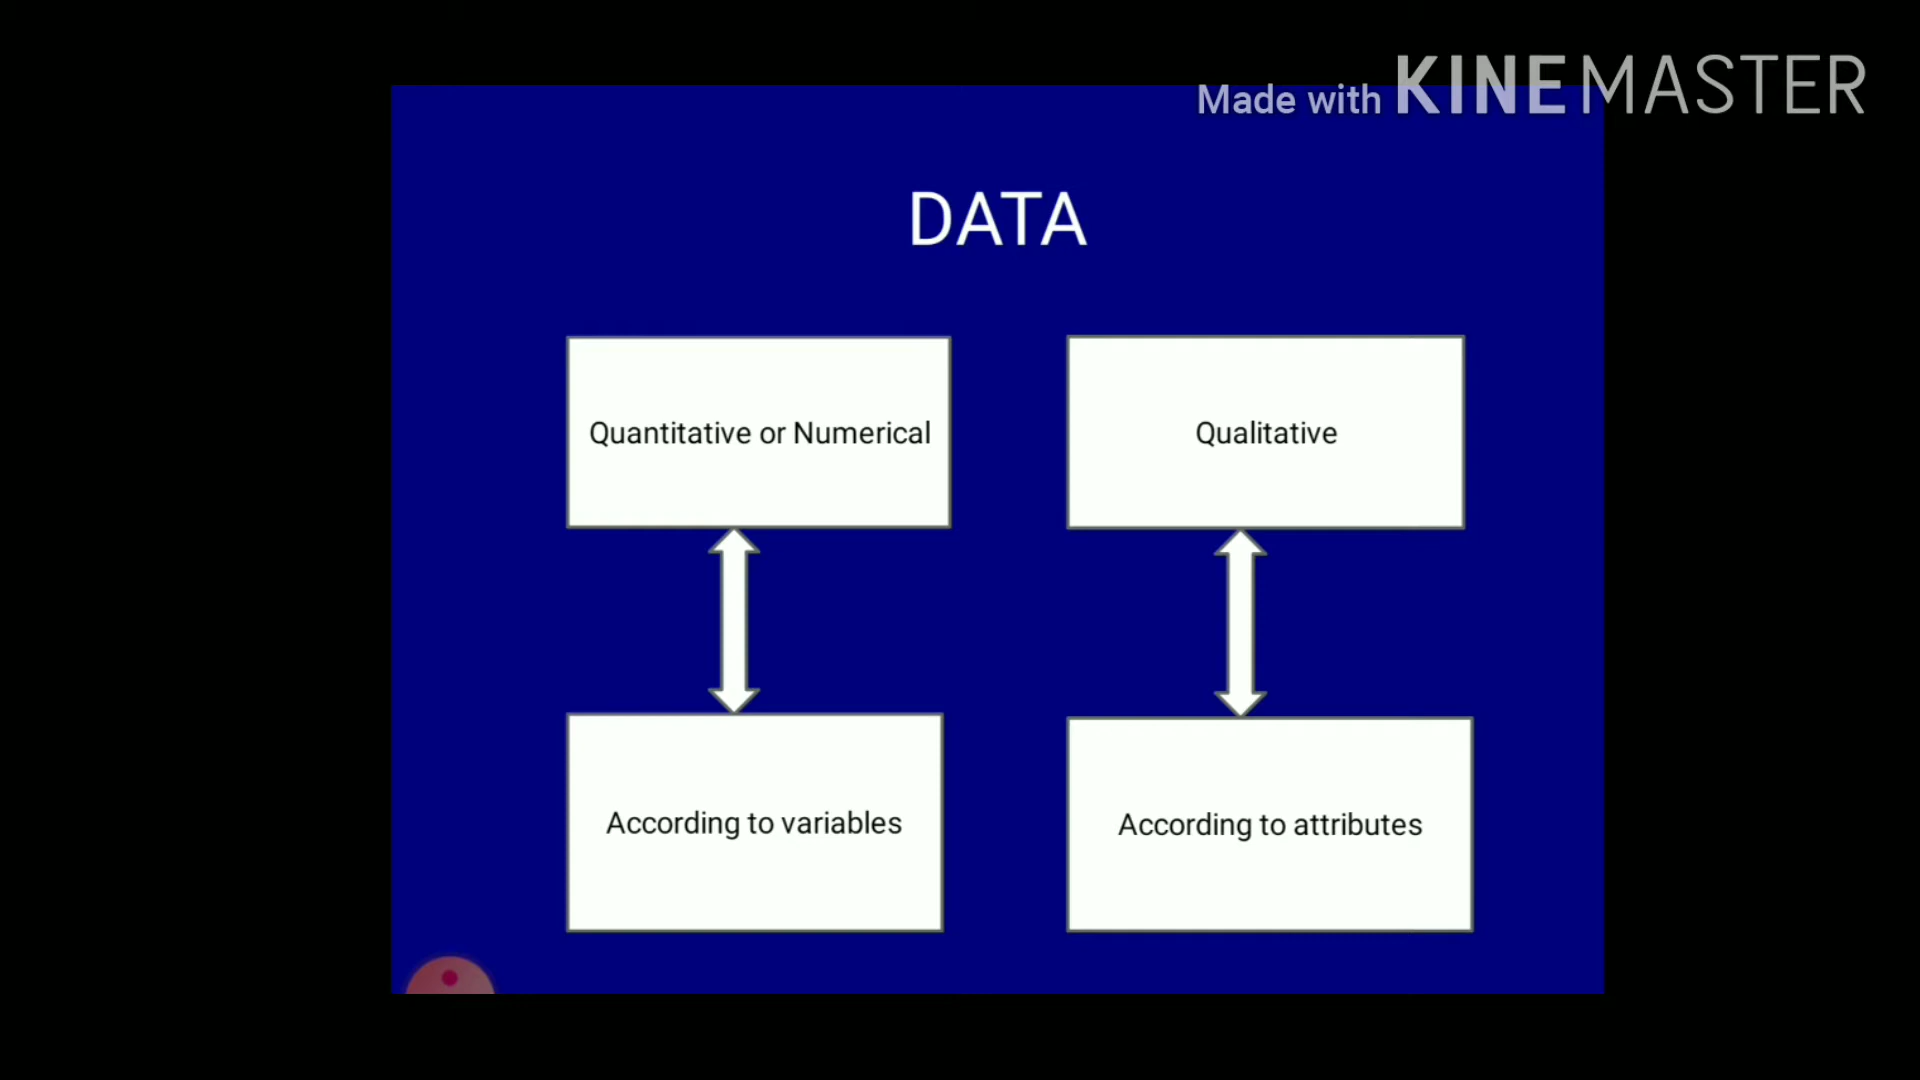 Made with KINEMASTER
DATA
Quantitative or Numerical
Qualitative
According to variables
According to attributes